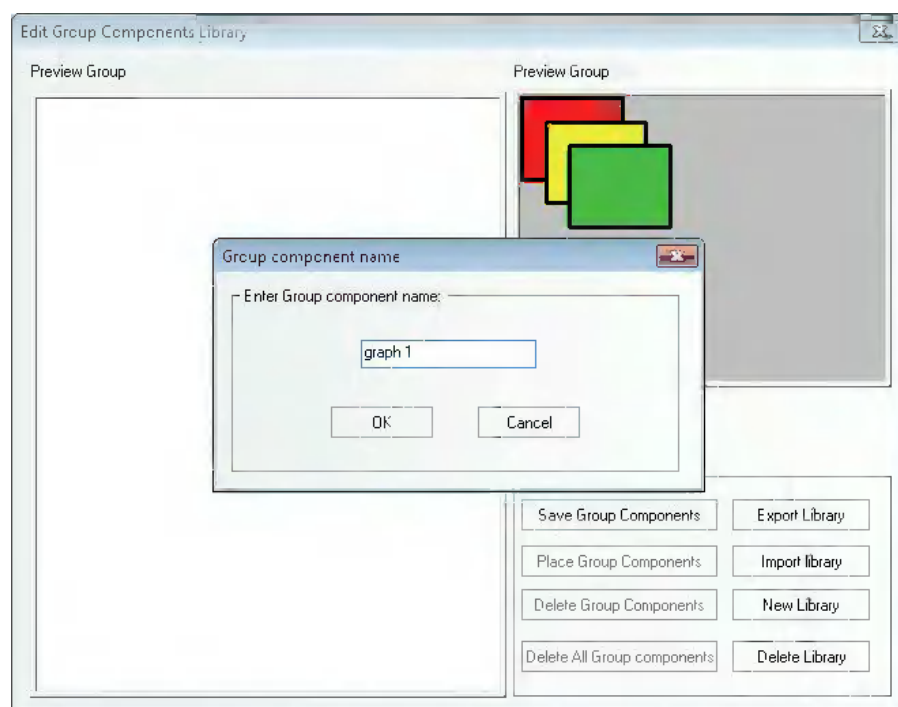 Edit Group Components Library
Preview Group
Preview Group
Group component name
Enter Group component name:
graph 1
OK
Cancel
Save Group Components
Export Library
Place Group Components
Import library
Delete Group Components
New Library
Delete All Group components
Delete Library